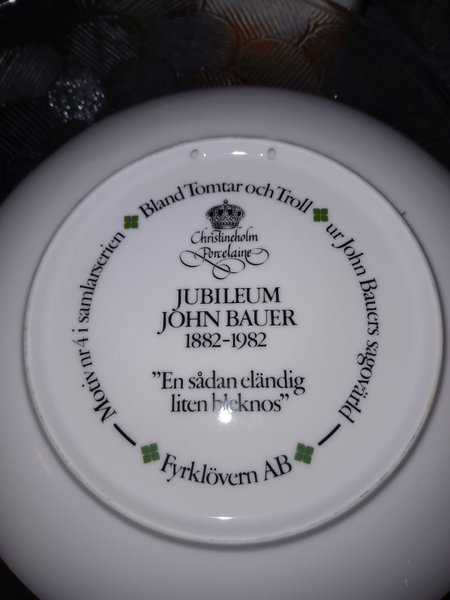 Motiv nr 4 i samlarserien
Bland Tomtar och Troll
ur John Bauers sagovärld
Christineholm
Porcelaine
JUBILEUM
JOHN BAUER
1882-1982
"En sådan eländig
liten bleknos"
Fyrklövern AB